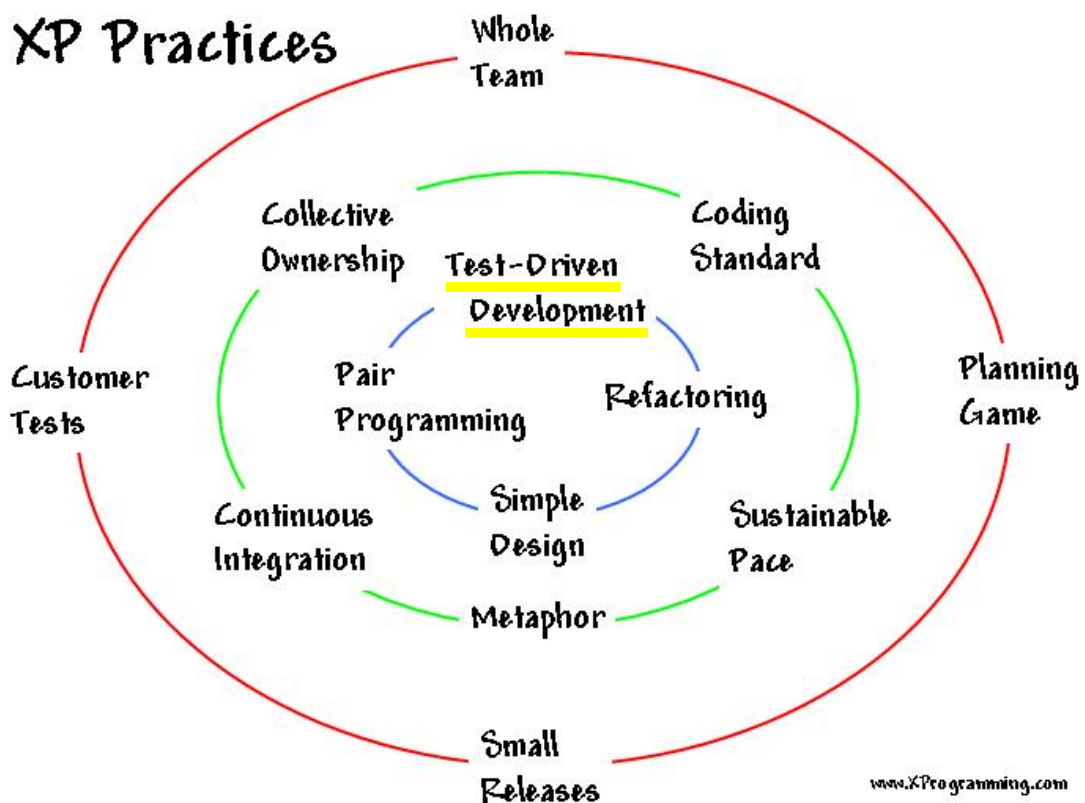 XP Practices
Whole
Team
Collective
Ownership
Coding
Standard
Test-Driven
Development
Customer
Tests
Pair
Programming
Refactoring
Planning
Game
Continuous
Integration
Simple
Design
Sustainable
Pace
Metaphor
Small
Releases
www.XProgramming.com